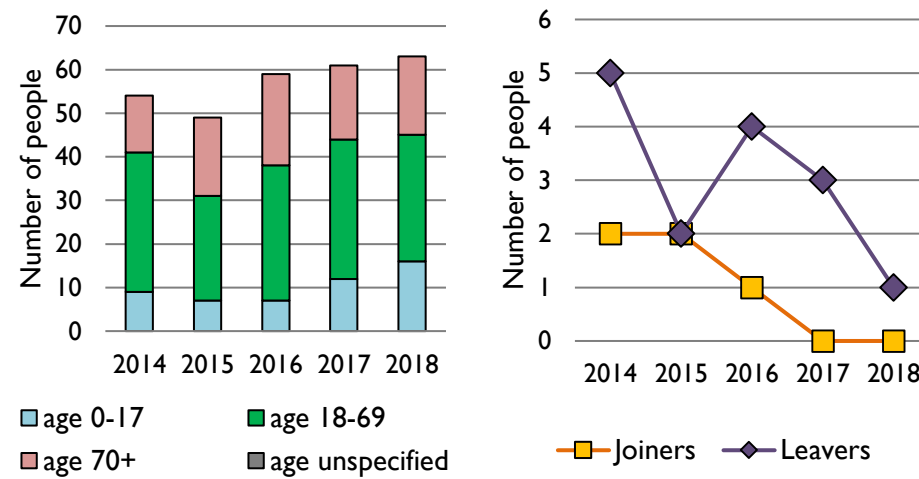 Number of people
70
60
50
40
30
20
10
0
2014 2015 2016 2017 2018
age 0-17 age 18-69
age 70+ age unspecified
Number of people
6
5
4
3
2
1
0
2014 2015 2016 2017 2018
Joiners Leavers